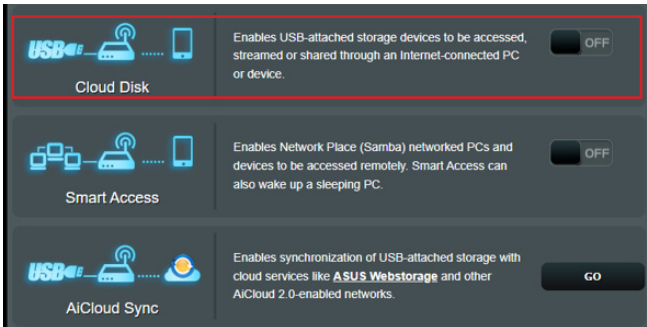 USB
Cloud Disk
Enables USB-attached storage devices to be accessed,
streamed or shared through an Internet-connected PC
or device.
OFF
Smart Access
Enables Network Place (Samba) networked PCs and
devices to be accessed remotely. Smart Access can
also wake up a sleeping PC.
OFF
USB
AiCloud Sync
Enables synchronization of USB-attached storage with
cloud services like ASUS Webstorage and other
AiCloud 2.0-enabled networks.
GO